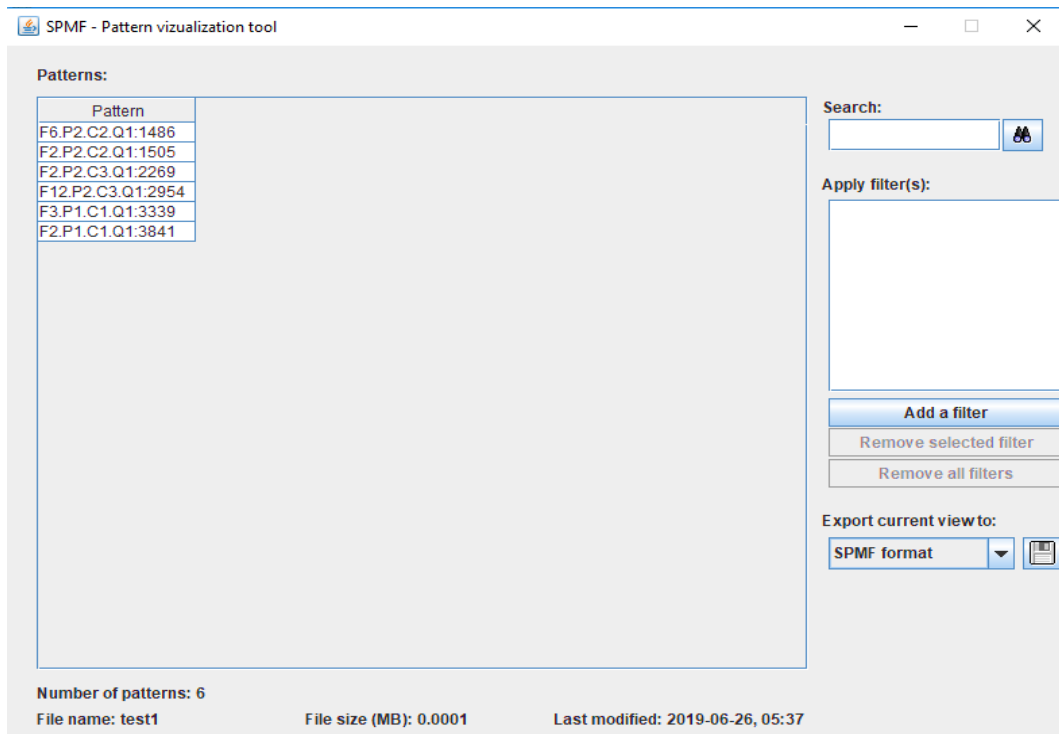 SPMF - Pattern vizualization tool
Patterns:
Pattern
F6.P2.C2.Q1:1486
F2.P2.C2.Q1:1505
F2.P2.C3.Q1:2269
F12.P2.C3.Q1:2954
F3.P1.C1.Q1:3339
F2.P1.C1.Q1:3841
Search:
Apply filter(s):
Add a filter
Remove selected filter
Remove all filters
Export current view to:
SPMF format
Number of patterns: 6
File name: test1 File size (MB): 0.0001 Last modified: 2019-06-26, 05:37